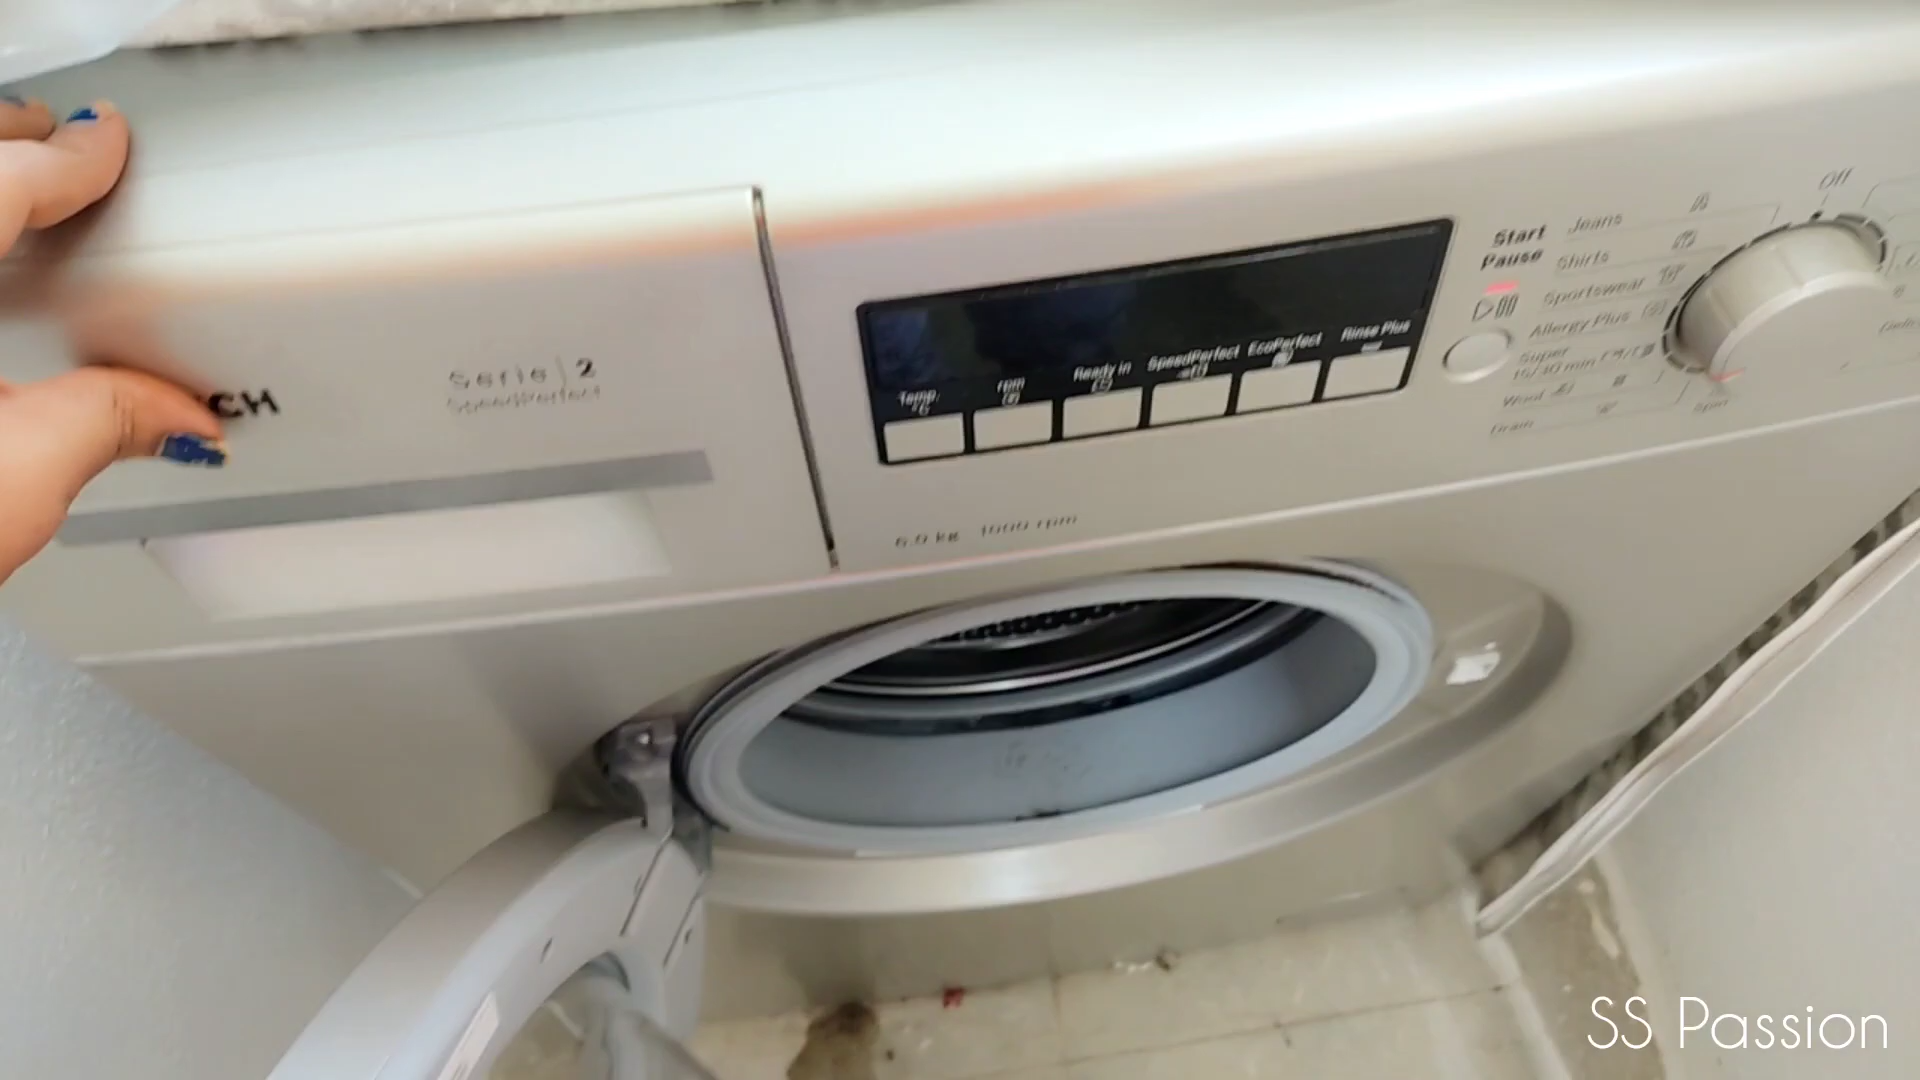 CH
Serie | 2
SpeedPerfect
Temp.
°C
rpm
Ready in
SpeedPerfect
EcoPerfect
Rinse Plus
6.0 kg 1000 rpm
Start
Pause
Off
Jeans
Shirts
Sportswear
Allergy Plus
Super
15/30 min
Wool
Drain
Spin
SS Passion